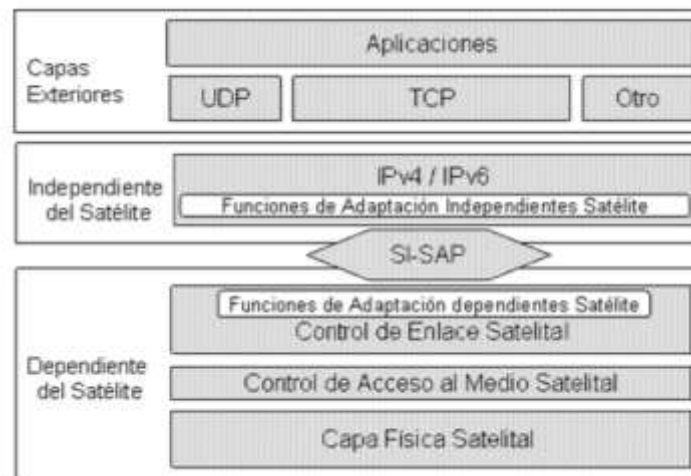 Aplicaciones
Capas
Exteriores
UDP
TCP
Otro
Independiente
del Satélite
IPv4 / IPv6
Funciones de Adaptación Independientes Satélite
SI-SAP
Funciones de Adaptación dependientes Satélite
Control de Enlace Satelital
Dependiente
del Satélite
Control de Acceso al Medio Satelital
Capa Física Satelital